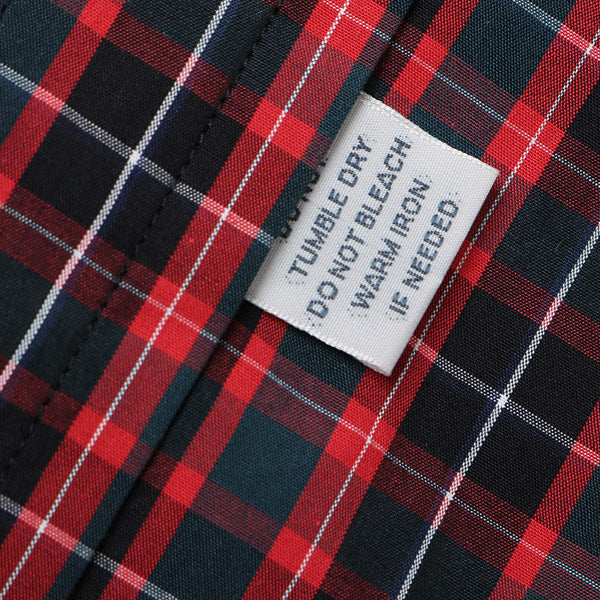 TUMBLE DRY
DO NOT BLEACH
WARM IRON
IF NEEDED